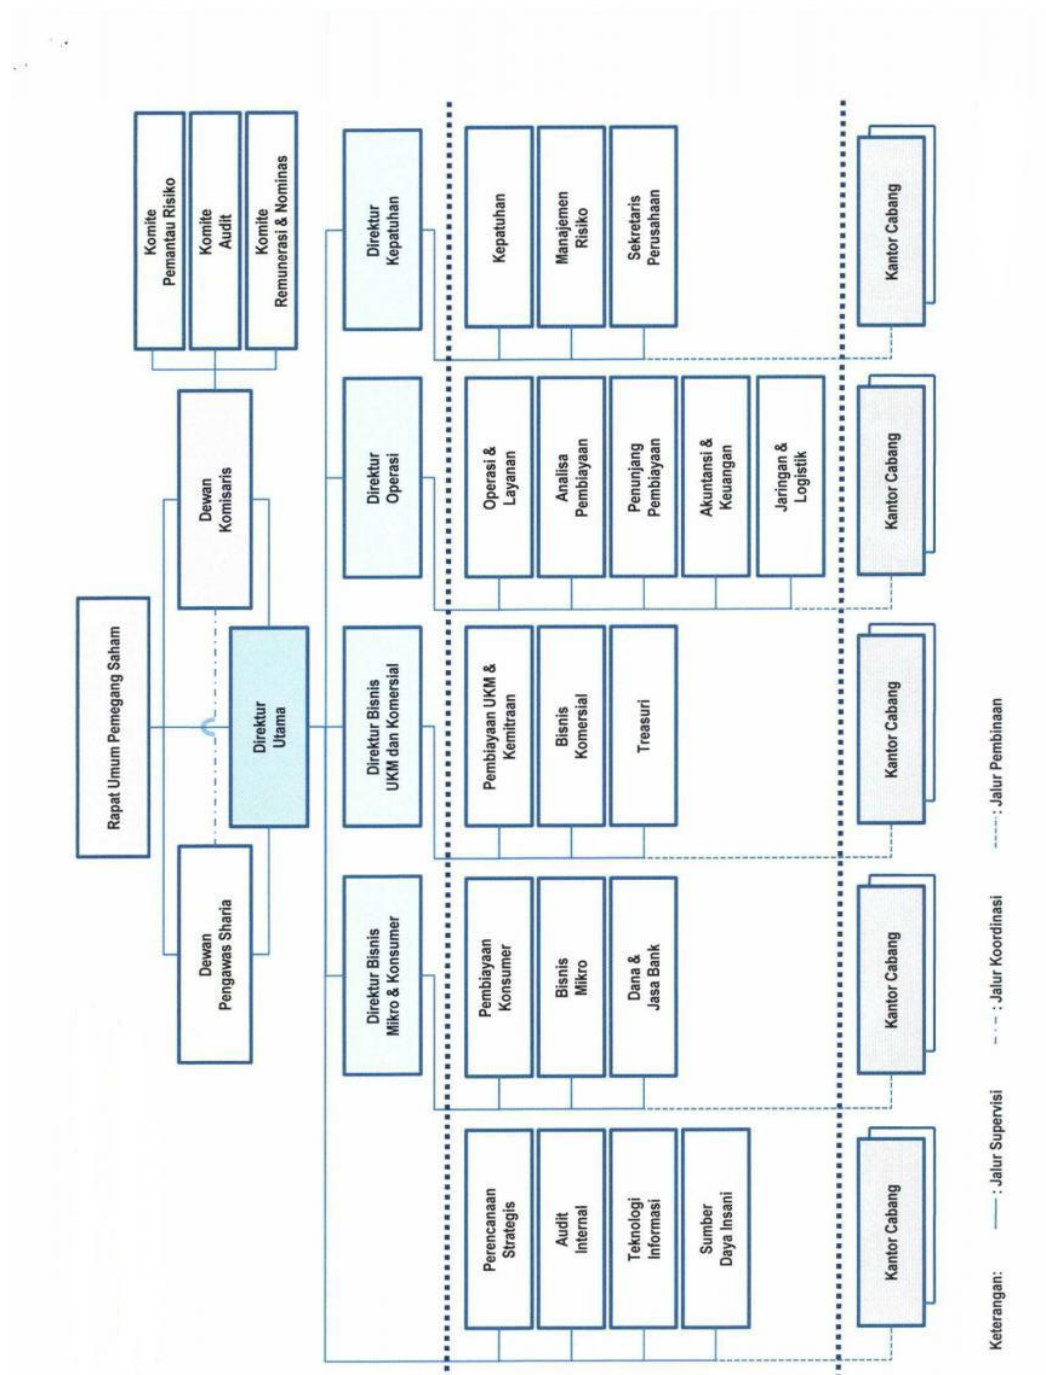 Rapat Umum Pemegang Saham
Dewan
Pengawas Sharia
Dewan
Komisaris
Komite
Pemantau Risiko
Komite
Audit
Komite
Remunerasi & Nominas
Direktur
Utama
Direktur Bisnis
Mikro & Konsumer
Direktur Bisnis
UKM dan Komersial
Direktur
Operasi
Direktur
Kepatuhan
Perencanaan
Strategis
Audit
Internal
Teknologi
Informasi
Sumber
Daya Insani
Pembiayaan
Konsumer
Bisnis
Mikro
Dana &
Jasa Bank
Pembiayaan UKM &
Kemitraan
Bisnis
Komersial
Treasuri
Operasi &
Layanan
Analisa
Pembiayaan
Penunjang
Pembiayaan
Akuntansi &
Keuangan
Jaringan &
Logistik
Kepatuhan
Manajemen
Risiko
Sekretaris
Perusahaan
Kantor Cabang
Kantor Cabang
Kantor Cabang
Kantor Cabang
Kantor Cabang
Keterangan: —— : Jalur Supervisi – · – : Jalur Koordinasi ----: Jalur Pembinaan